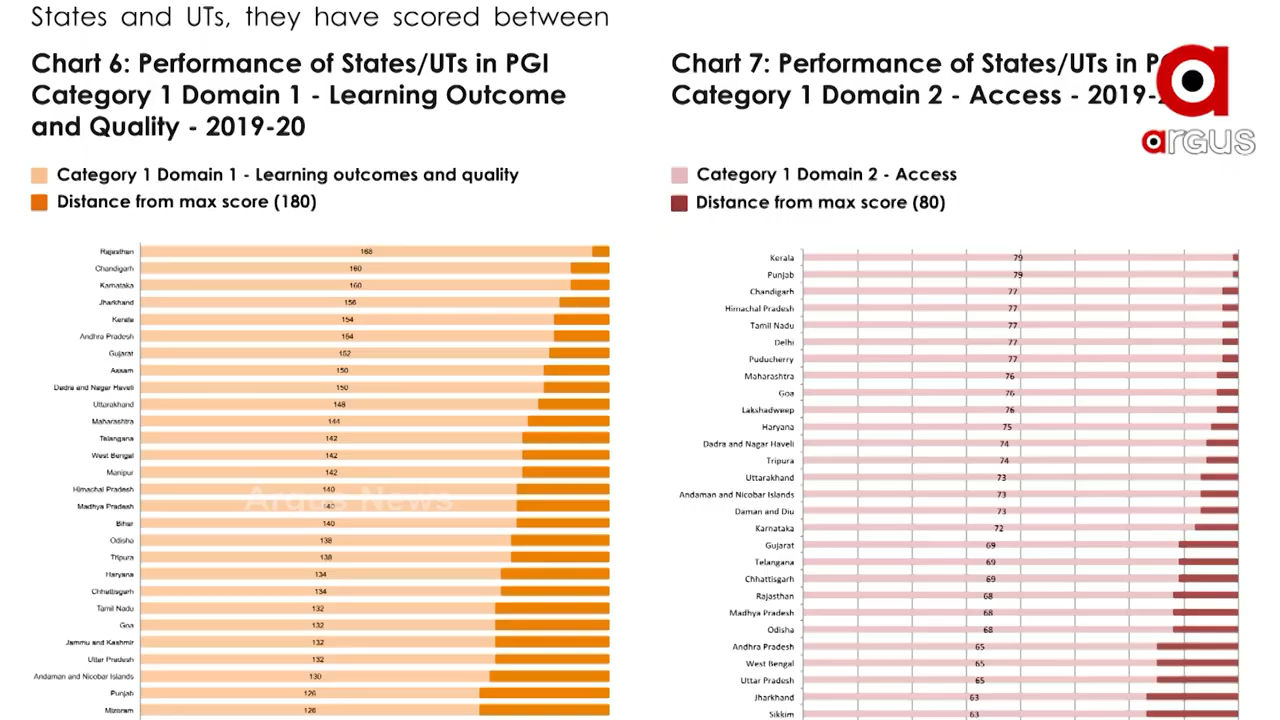 States and UTs, they have scored between
Chart 6: Performance of States/UTs in PGI
Category 1 Domain 1 - Learning Outcome
and Quality - 2019-20
Category 1 Domain 1 - Learning outcomes and quality
Distance from max score (180)
Rajasthan 168
Chandigarh 160
Karnataka 160
Jharkhand 156
Kerala 154
Andhra Pradesh 154
Gujarat 152
Assam 150
Dadra and Nagar Haveli 150
Uttarakhand 148
Maharashtra 144
Telangana 142
West Bengal 142
Manipur 142
Himachal Pradesh 140
Madhya Pradesh 140
Bihar 140
Odisha 138
Tripura 138
Haryana 134
Chhattisgarh 134
Tamil Nadu 132
Goa 132
Jammu and Kashmir 132
Uttar Pradesh 132
Andaman and Nicobar Islands 130
Punjab 126
Mizoram 126
Argus News
Chart 7: Performance of States/UTs in
Category 1 Domain 2 - Access - 2019-
Category 1 Domain 2 - Access
Distance from max score (80)
Kerala 79
Punjab 79
Chandigarh 77
Himachal Pradesh 77
Tamil Nadu 77
Delhi 77
Puducherry 77
Maharashtra 76
Goa 76
Lakshadweep 76
Haryana 75
Dadra and Nagar Haveli 74
Tripura 74
Uttarakhand 73
Andaman and Nicobar Islands 73
Daman and Diu 73
Karnataka 72
Gujarat 69
Telangana 69
Chhattisgarh 69
Rajasthan 68
Madhya Pradesh 68
Odisha 68
Andhra Pradesh 65
West Bengal 65
Uttar Pradesh 65
Jharkhand 63
Sikkim 63
a
argus